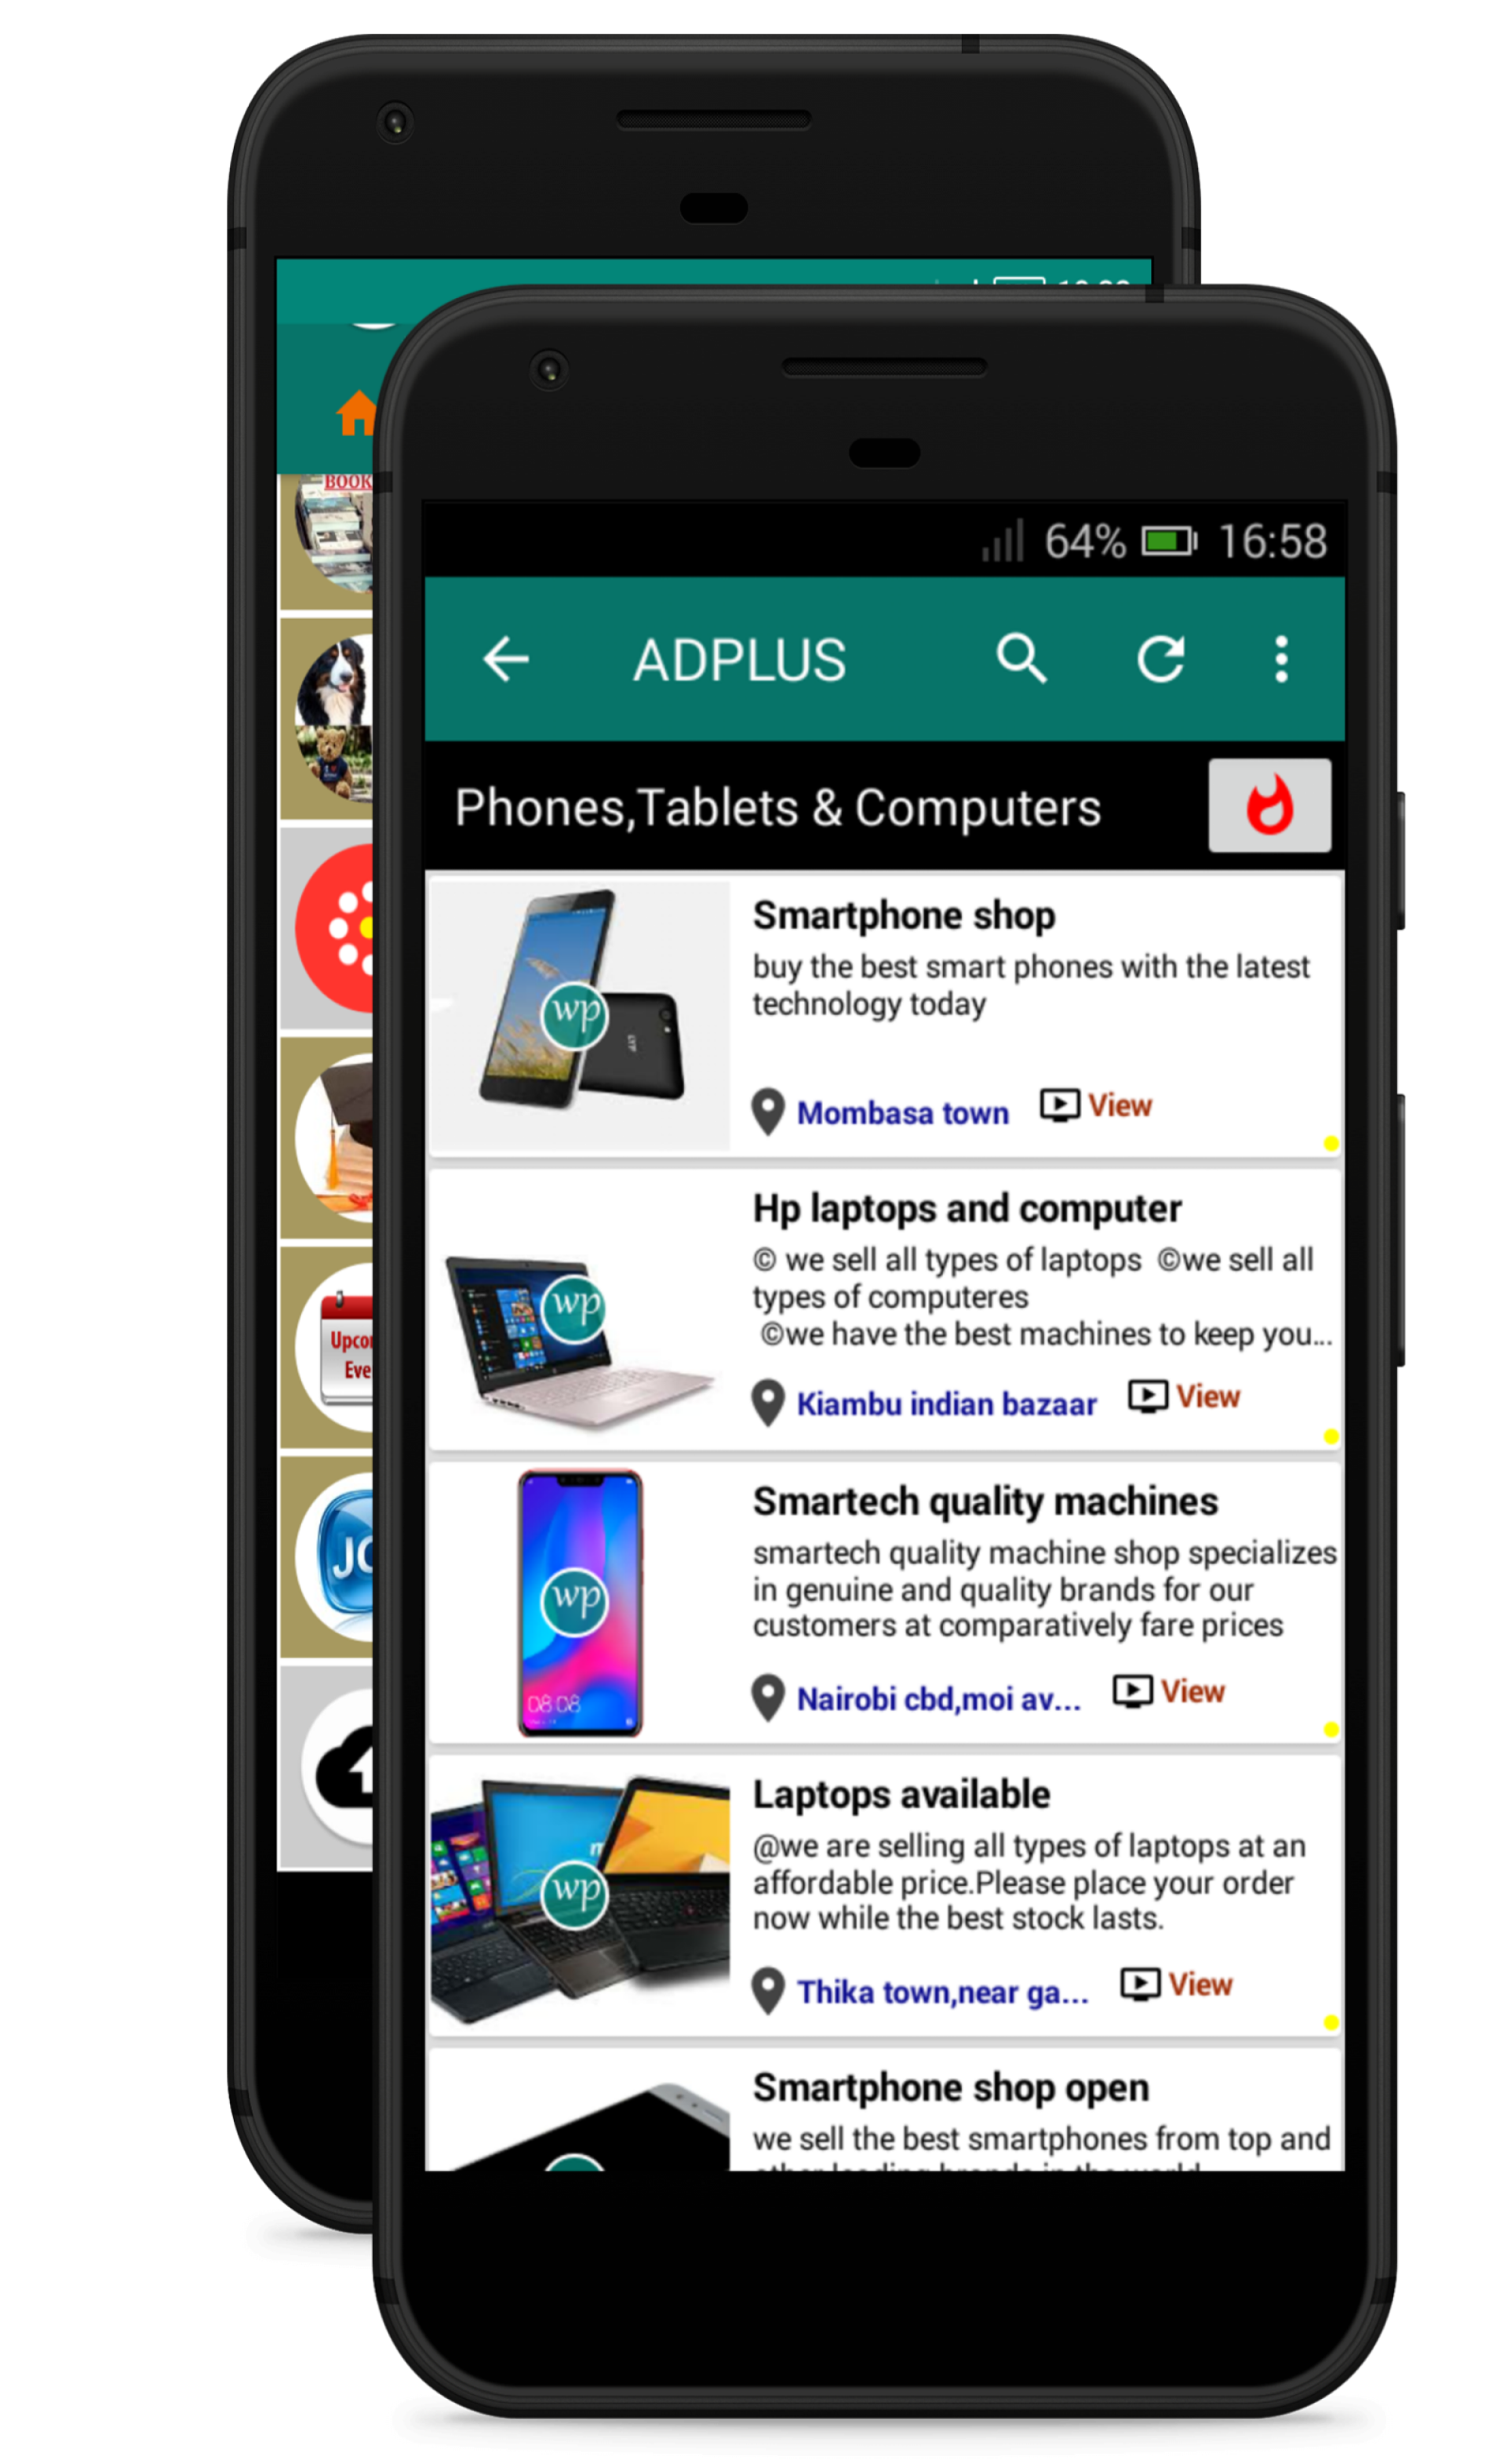 BOOK
Upco
Eve
JO
64% 16:58
ADPLUS
Phones,Tablets & Computers
Smartphone shop
buy the best smart phones with the latest
technology today
wp
Mombasa town View
Hp laptops and computer
© we sell all types of laptops ©we sell all
types of computeres
©we have the best machines to keep you...
wp
Kiambu indian bazaar View
Smartech quality machines
smartech quality machine shop specializes
in genuine and quality brands for our
customers at comparatively fare prices
wp
08:08
Nairobi cbd,moi av... View
Laptops available
@we are selling all types of laptops at an
affordable price.Please place your order
now while the best stock lasts.
wp
Thika town,near ga... View
Smartphone shop open
we sell the best smartphones from top and